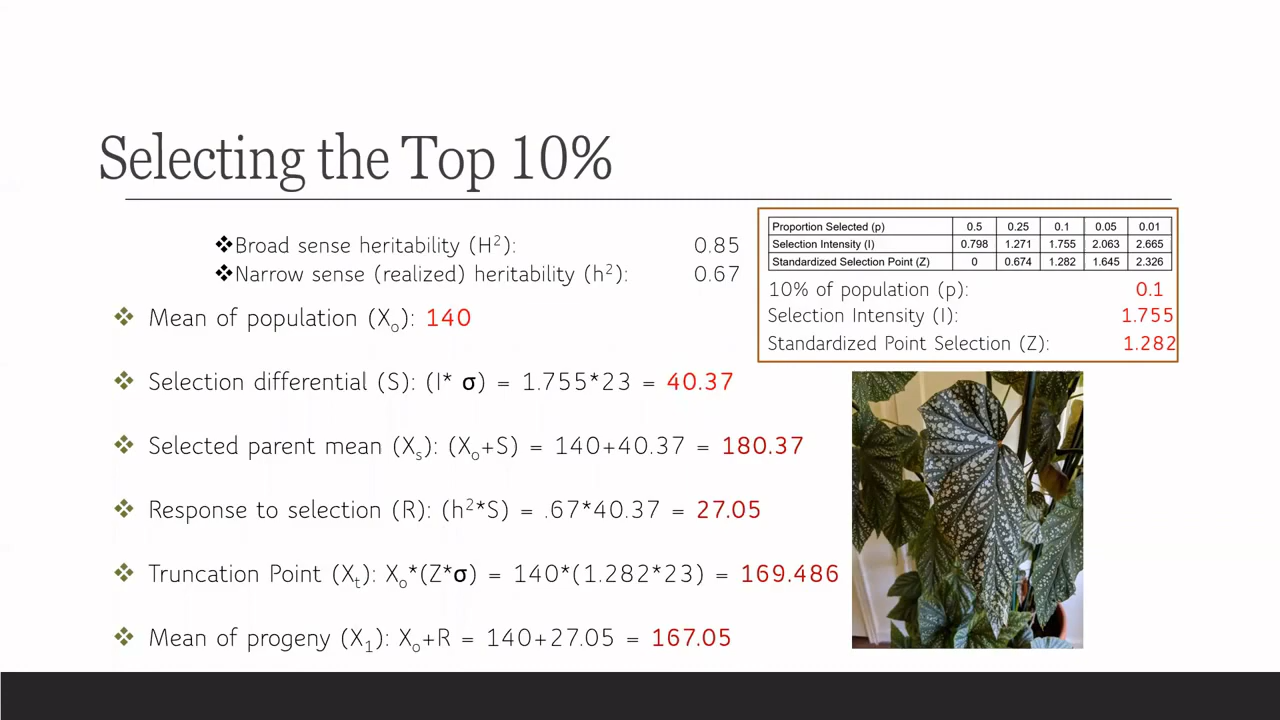 Selecting the Top 10%
❖Broad sense heritability (H²): 0.85
❖Narrow sense (realized) heritability (h²): 0.67
❖ Mean of population (Xₒ): 140
❖ Selection differential (S): (I* σ) = 1.755*23 = 40.37
❖ Selected parent mean (Xₛ): (Xₒ+S) = 140+40.37 = 180.37
❖ Response to selection (R): (h²*S) = .67*40.37 = 27.05
❖ Truncation Point (Xₜ): Xₒ*(Z*σ) = 140*(1.282*23) = 169.486
❖ Mean of progeny (X₁): Xₒ+R = 140+27.05 = 167.05
Proportion Selected (p) 0.5 0.25 0.1 0.05 0.01
Selection Intensity (I) 0.798 1.271 1.755 2.063 2.665
Standardized Selection Point (Z) 0 0.674 1.282 1.645 2.326
10% of population (p): 0.1
Selection Intensity (I): 1.755
Standardized Point Selection (Z): 1.282